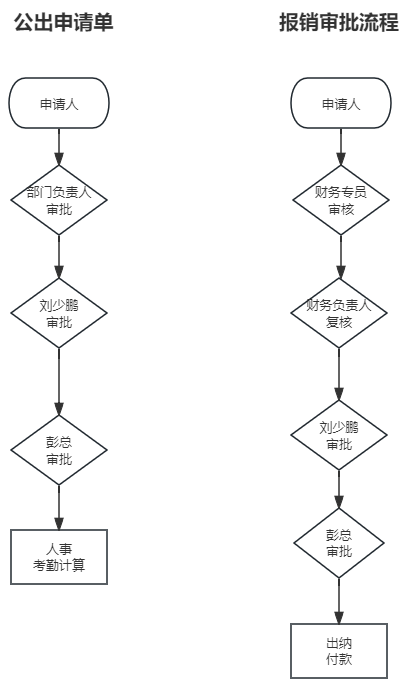 公出申请单
申请人
部门负责人
审批
刘少鹏
审批
彭总
审批
人事
考勤计算
报销审批流程
申请人
财务专员
审核
财务负责人
复核
刘少鹏
审批
彭总
审批
出纳
付款